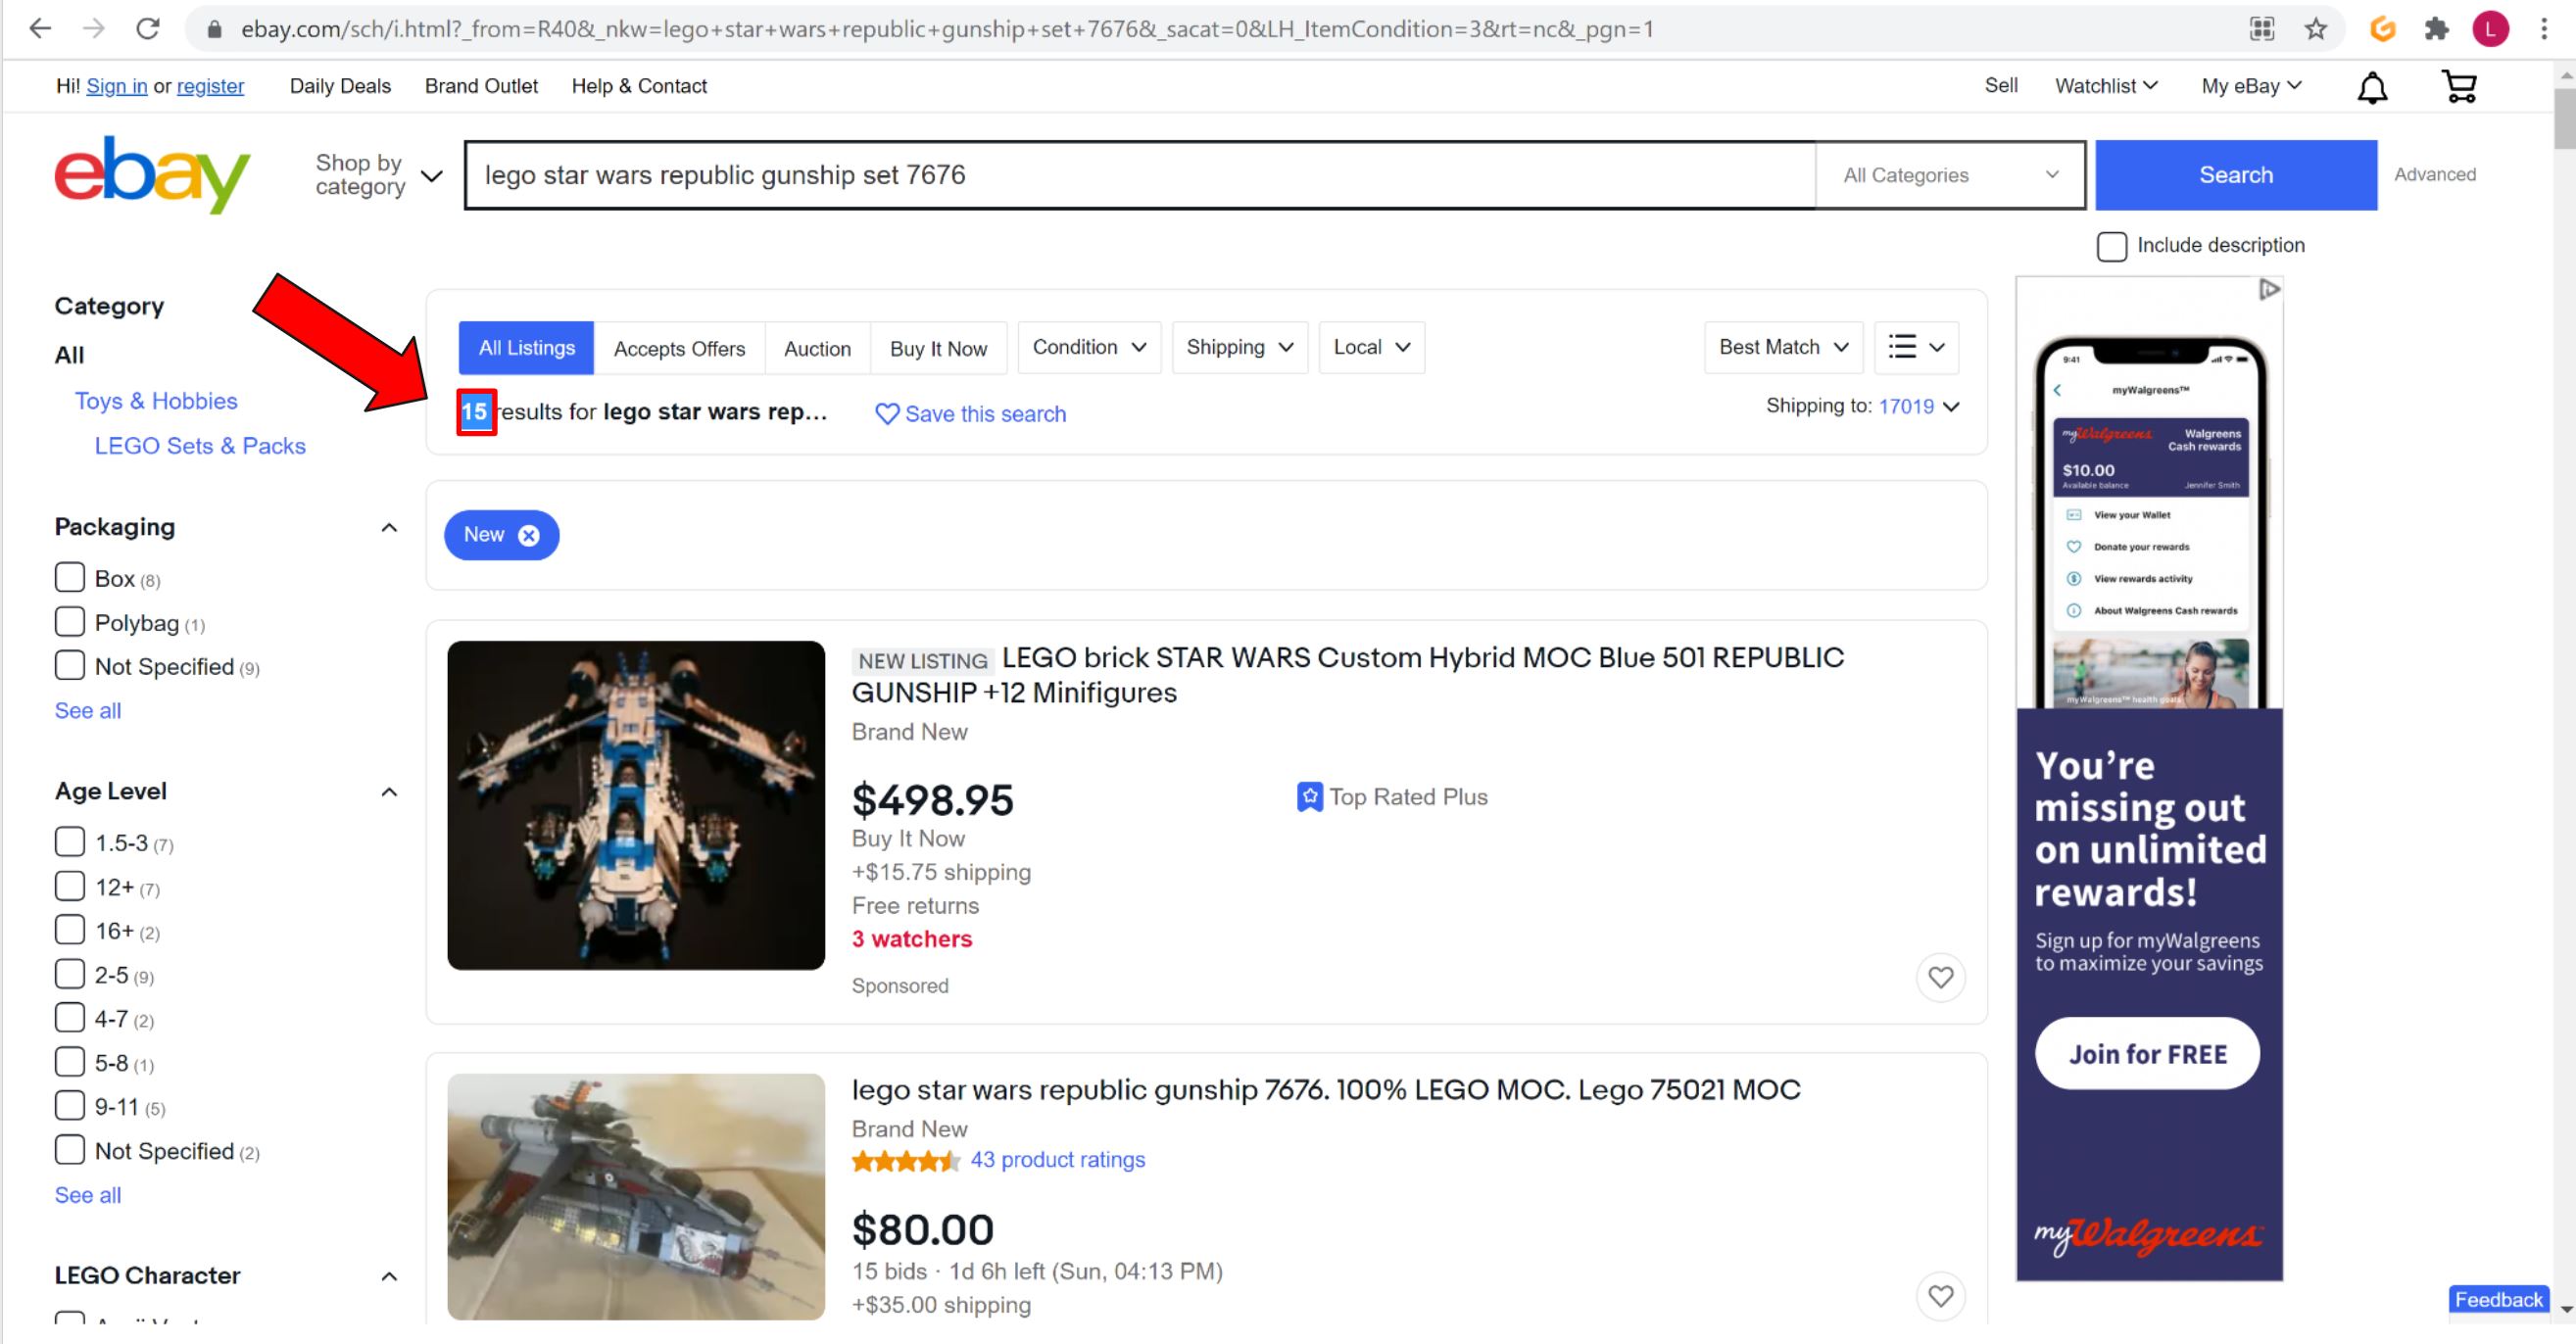 ebay.com/sch/i.html?_from=R40&_nkw=lego+star+wars+republic+gunship+set+7676&_sacat=0&LH_ItemCondition=3&rt=nc&_pgn=1
L
Hi! Sign in or register
Daily Deals
Brand Outlet
Help & Contact
Sell
Watchlist
My eBay
ebay
Shop by
category
lego star wars republic gunship set 7676
All Categories
Search
Advanced
Include description
Category
All
Toys & Hobbies
LEGO Sets & Packs
Packaging
Box (8)
Polybag (1)
Not Specified (9)
See all
Age Level
1.5-3 (7)
12+ (7)
16+ (2)
2-5 (9)
4-7 (2)
5-8 (1)
9-11 (5)
Not Specified (2)
See all
LEGO Character
All Listings
Accepts Offers
Auction
Buy It Now
Condition
Shipping
Local
Best Match
15 results for lego star wars rep...
Save this search
Shipping to: 17019
New
NEW LISTING LEGO brick STAR WARS Custom Hybrid MOC Blue 501 REPUBLIC
GUNSHIP +12 Minifigures
Brand New
$498.95
Top Rated Plus
Buy It Now
+$15.75 shipping
Free returns
3 watchers
Sponsored
lego star wars republic gunship 7676. 100% LEGO MOC. Lego 75021 MOC
Brand New
43 product ratings
$80.00
15 bids · 1d 6h left (Sun, 04:13 PM)
+$35.00 shipping
9:41
myWalgreens™
myWalgreens
Walgreens
Cash rewards
$10.00
Available balance
Jennifer Smith
View your Wallet
Donate your rewards
View rewards activity
About Walgreens Cash rewards
myWalgreens™ health goals
You're
missing out
on unlimited
rewards!
Sign up for myWalgreens
to maximize your savings
Join for FREE
myWalgreens
Feedback